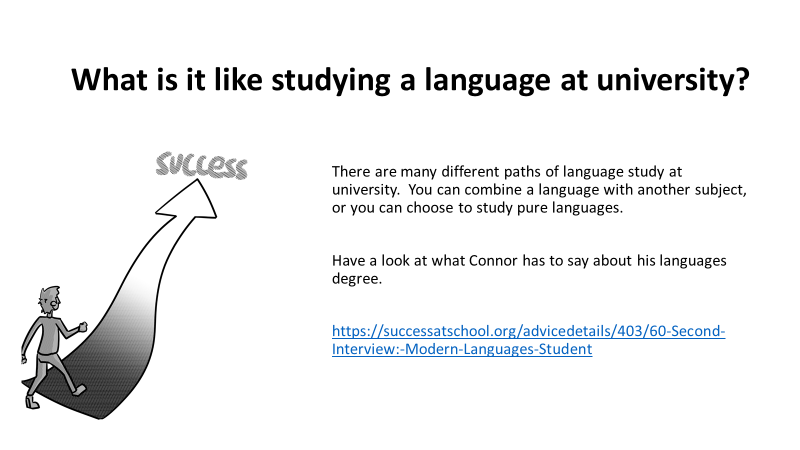 What is it like studying a language at university?
success
There are many different paths of language study at
university.  You can combine a language with another subject,
or you can choose to study pure languages.
Have a look at what Connor has to say about his languages
degree.
https://successatschool.org/advicedetails/403/60-Second-
Interview:-Modern-Languages-Student